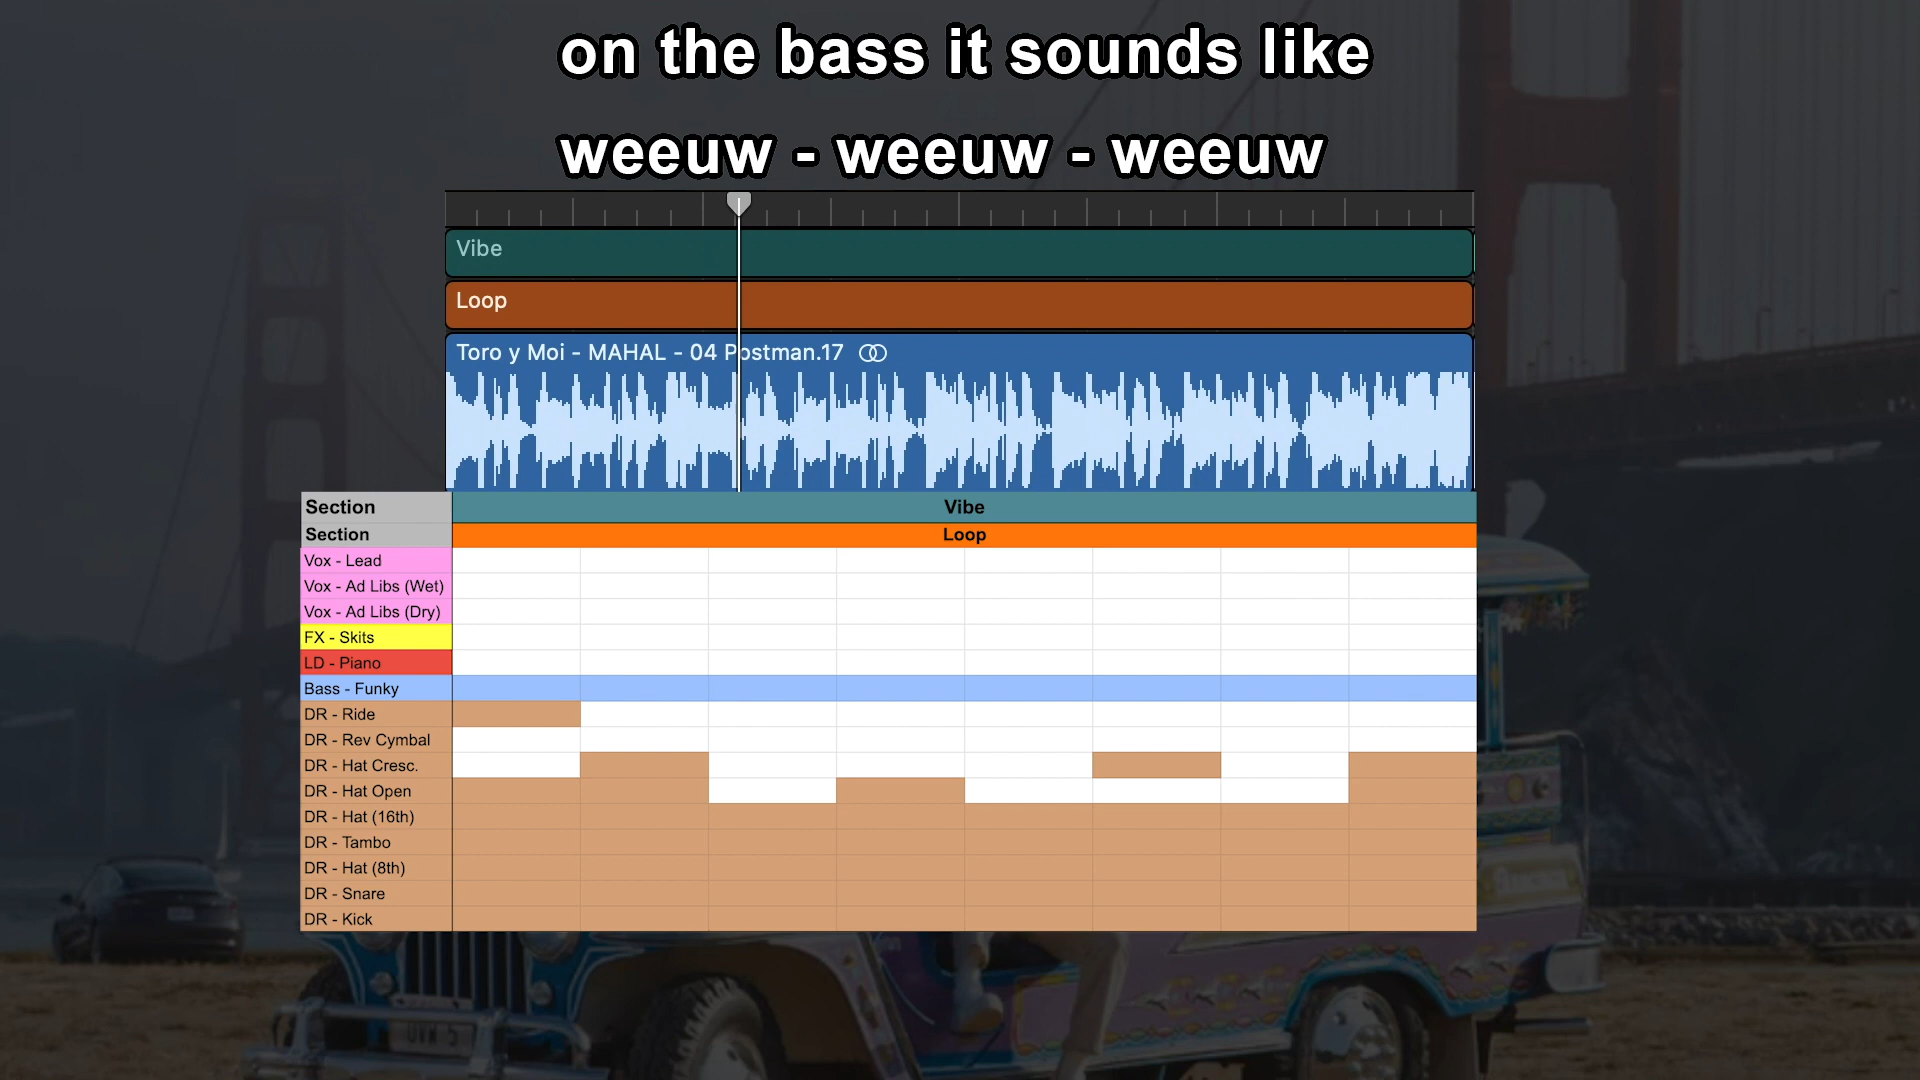 on the bass it sounds like
weeuw - weeuw - weeuw
Vibe
Loop
Toro y Moi - MAHAL - 04 Postman.17
Section
Vibe
Section
Loop
Vox - Lead
Vox - Ad Libs (Wet)
Vox - Ad Libs (Dry)
FX - Skits
LD - Piano
Bass - Funky
DR - Ride
DR - Rev Cymbal
DR - Hat Cresc.
DR - Hat Open
DR - Hat (16th)
DR - Tambo
DR - Hat (8th)
DR - Snare
DR - Kick